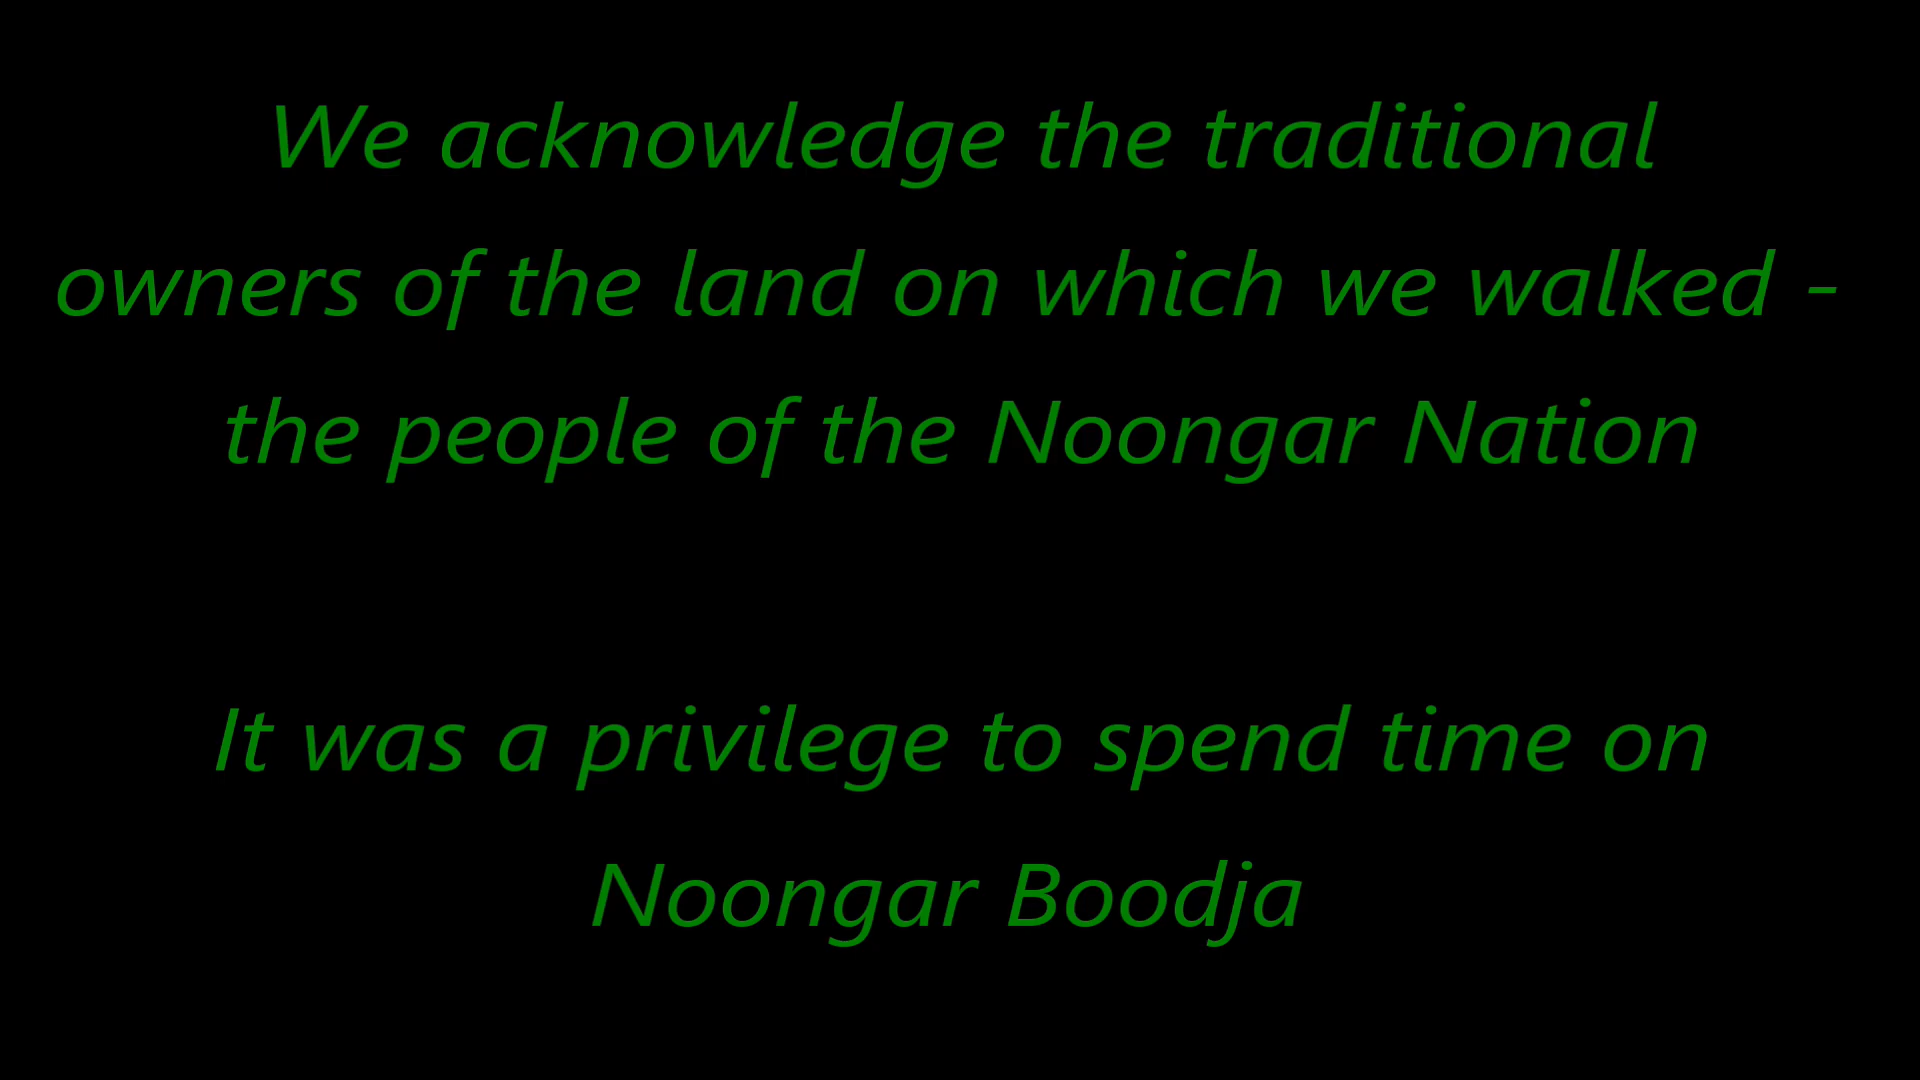 We acknowledge the traditional
owners of the land on which we walked -
the people of the Noongar Nation
It was a privilege to spend time on
Noongar Boodja